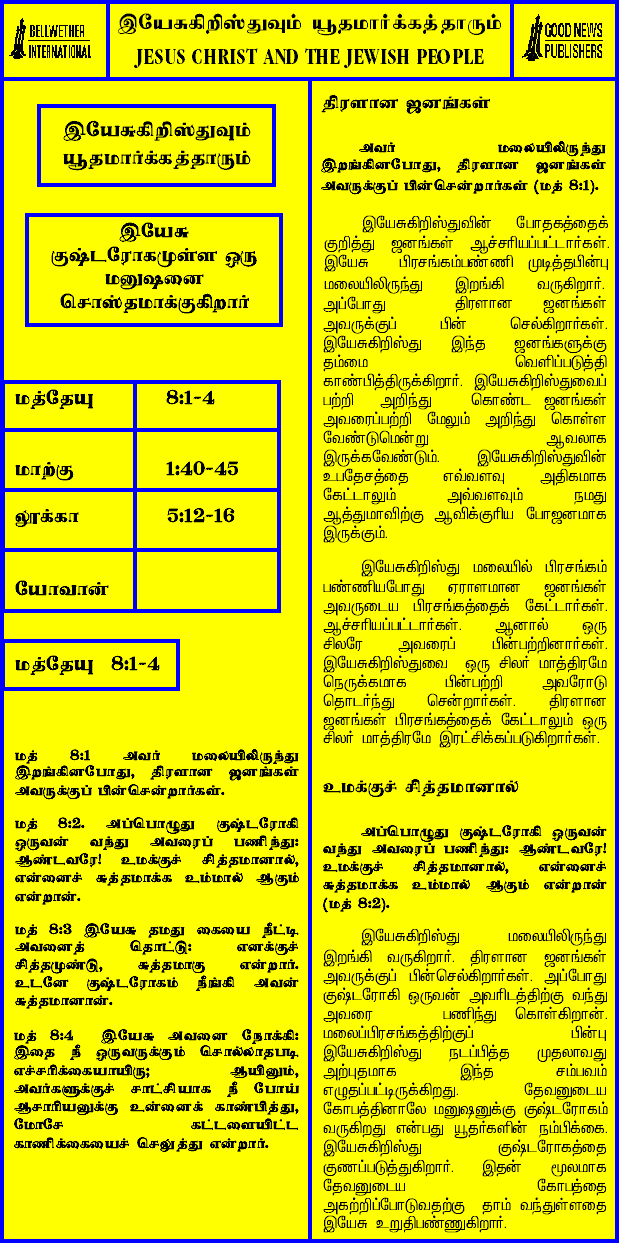 BELLWETHER
INTERNATIONAL
இயேசுகிறிஸ்துவும் யூதமார்க்கத்தாரும்
JESUS CHRIST AND THE JEWISH PEOPLE
GOOD NEWS
PUBLISHERS
இயேசுகிறிஸ்துவும்
யூதமார்க்கத்தாரும்
இயேசு
குஷ்டரோகமுள்ள ஒரு
மனுஷனை
சொஸ்தமாக்குகிறார்
மத்தேயு 8:1-4
மாற்கு 1:40-45
லூக்கா 5:12-16
யோவான்
மத்தேயு 8:1-4
மத் 8:1 அவர் மலையிலிருந்து
இறங்கினபோது, திரளான ஜனங்கள்
அவருக்குப் பின்சென்றார்கள்.
மத் 8:2. அப்பொழுது குஷ்டரோகி
ஒருவன் வந்து அவரைப் பணிந்து:
ஆண்டவரே! உமக்குச் சித்தமானால்,
என்னைச் சுத்தமாக்க உம்மால் ஆகும்
என்றான்.
மத் 8:3 இயேசு தமது கையை நீட்டி
அவனைத் தொட்டு: எனக்குச்
சித்தமுண்டு, சுத்தமாகு என்றார்.
உடனே குஷ்டரோகம் நீங்கி அவன்
சுத்தமானான்.
மத் 8:4 இயேசு அவனை நோக்கி:
இதை நீ ஒருவருக்கும் சொல்லாதபடி
எச்சரிக்கையாயிரு; ஆயினும்,
அவர்களுக்குச் சாட்சியாக நீ போய்
ஆசாரியனுக்கு உன்னைக் காண்பித்து,
மோசே கட்டளையிட்ட
காணிக்கையைச் செலுத்து என்றார்.
திரளான ஜனங்கள்
அவர் மலையிலிருந்து
இறங்கினபோது, திரளான ஜனங்கள்
அவருக்குப் பின்சென்றார்கள் (மத் 8:1).
இயேசுகிறிஸ்துவின் போதகத்தைக்
குறித்து ஜனங்கள் ஆச்சரியப்பட்டார்கள்.
இயேசு பிரசங்கம்பண்ணி முடித்தபின்பு
மலையிலிருந்து இறங்கி வருகிறார்.
அப்போது திரளான ஜனங்கள்
அவருக்குப் பின் செல்கிறார்கள்.
இயேசுகிறிஸ்து இந்த ஜனங்களுக்கு
தம்மை வெளிப்படுத்தி
காண்பித்திருக்கிறார். இயேசுகிறிஸ்துவைப்
பற்றி அறிந்து கொண்ட ஜனங்கள்
அவரைப்பற்றி மேலும் அறிந்து கொள்ள
வேண்டுமென்று ஆவலாக
இருக்கவேண்டும். இயேசுகிறிஸ்துவின்
உபதேசத்தை எவ்வளவு அதிகமாக
கேட்டாலும் அவ்வளவும் நமது
ஆத்துமாவிற்கு ஆவிக்குரிய போஜனமாக
இருக்கும்.
இயேசுகிறிஸ்து மலையில் பிரசங்கம்
பண்ணியபோது ஏராளமான ஜனங்கள்
அவருடைய பிரசங்கத்தைக் கேட்டார்கள்.
ஆச்சரியப்பட்டார்கள். ஆனால் ஒரு
சிலரே அவரைப் பின்பற்றினார்கள்.
இயேசுகிறிஸ்துவை ஒரு சிலர் மாத்திரமே
நெருக்கமாக பின்பற்றி அவரோடு
தொடர்ந்து சென்றார்கள். திரளான
ஜனங்கள் பிரசங்கத்தைக் கேட்டாலும் ஒரு
சிலர் மாத்திரமே இரட்சிக்கப்படுகிறார்கள்.
உமக்குச் சித்தமானால்
அப்பொழுது குஷ்டரோகி ஒருவன்
வந்து அவரைப் பணிந்து: ஆண்டவரே!
உமக்குச் சித்தமானால், என்னைச்
சுத்தமாக்க உம்மால் ஆகும் என்றான்
(மத் 8:2).
இயேசுகிறிஸ்து மலையிலிருந்து
இறங்கி வருகிறார். திரளான ஜனங்கள்
அவருக்குப் பின்செல்கிறார்கள். அப்போது
குஷ்டரோகி ஒருவன் அவரிடத்திற்கு வந்து
அவரை பணிந்து கொள்கிறான்.
மலைப்பிரசங்கத்திற்குப் பின்பு
இயேசுகிறிஸ்து நடப்பித்த முதலாவது
அற்புதமாக இந்த சம்பவம்
எழுதப்பட்டிருக்கிறது. தேவனுடைய
கோபத்தினாலே மனுஷனுக்கு குஷ்டரோகம்
வருகிறது என்பது யூதர்களின் நம்பிக்கை.
இயேசுகிறிஸ்து குஷ்டரோகத்தை
குணப்படுத்துகிறார். இதன் மூலமாக
தேவனுடைய கோபத்தை
அகற்றிப்போடுவதற்கு தாம் வந்துள்ளதை
இயேசு உறுதிபண்ணுகிறார்.